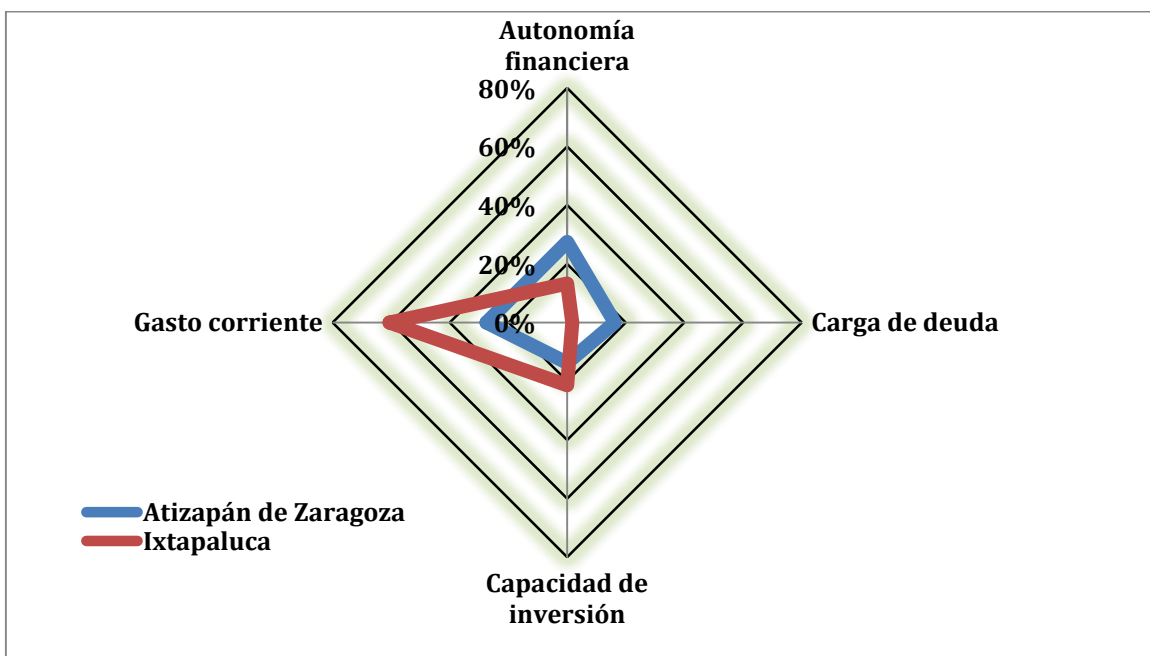 Autonomía
financiera
80%
60%
40%
20%
0%
Gasto corriente
Carga de deuda
Atizapán de Zaragoza
Ixtapaluca
Capacidad de
inversión